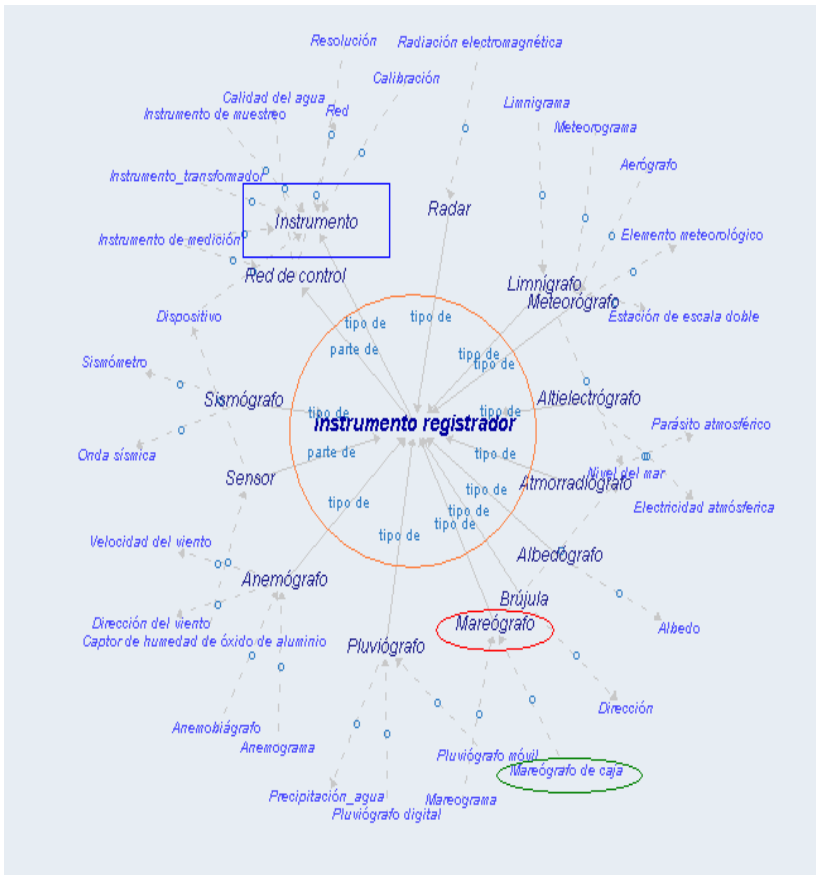 Resolución
Radiación electromagnética
Calibración
Calidad del agua
Red
Instrumento de muestreo
Limnigrama
Meteorograma
Aerógrafo
Instrumento_transformador
Instrumento
Radar
Instrumento de medición
Elemento meteorológico
Red de control
Limnígrafo
Meteorógrafo
Dispositivo
Estación de escala doble
tipo de
tipo de
parte de
tipo de
tipo de
Sismómetro
Sismógrafo
Altielectrógrafo
tipo de
tipo de
instrumento registrador
Parásito atmosférico
Onda sísmica
parte de
tipo de
Nivel del mar
Sensor
Atmorradiógrafo
tipo de
tipo de
Electricidad atmósferica
tipo de
tipo de
tipo de
Velocidad del viento
Albedógrafo
Anemógrafo
Brújula
Dirección del viento
Mareógrafo
Albedo
Captor de humedad de óxido de aluminio
Pluviógrafo
Dirección
Anemobiágrafo
Anemograma
Pluviógrafo móvil
Mareógrafo de caja
Precipitación_agua
Mareograma
Pluviógrafo digital